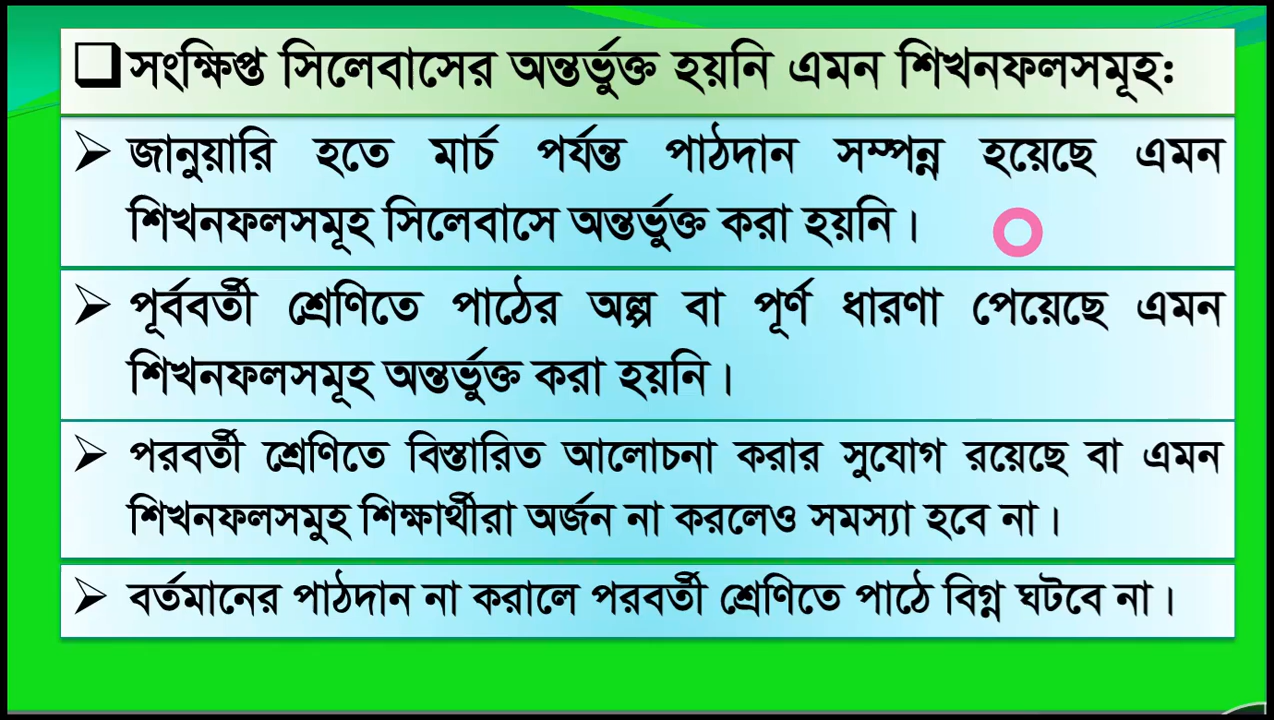 সংক্ষিপ্ত সিলেবাসের অন্তর্ভুক্ত হয়নি এমন শিখনফলসমূহ:
জানুয়ারি হতে মার্চ পর্যন্ত পাঠদান সম্পন্ন হয়েছে এমন
শিখনফলসমূহ সিলেবাসে অন্তর্ভুক্ত করা হয়নি।
পূর্ববর্তী শ্রেণিতে পাঠের অল্প বা পূর্ণ ধারণা পেয়েছে এমন
শিখনফলসমূহ অন্তর্ভুক্ত করা হয়নি।
পরবর্তী শ্রেণিতে বিস্তারিত আলোচনা করার সুযোগ রয়েছে বা এমন
শিখনফলসমুহ শিক্ষার্থীরা অর্জন না করলেও সমস্যা হবে না।
বর্তমানের পাঠদান না করালে পরবর্তী শ্রেণিতে পাঠে বিগ্ন ঘটবে না।